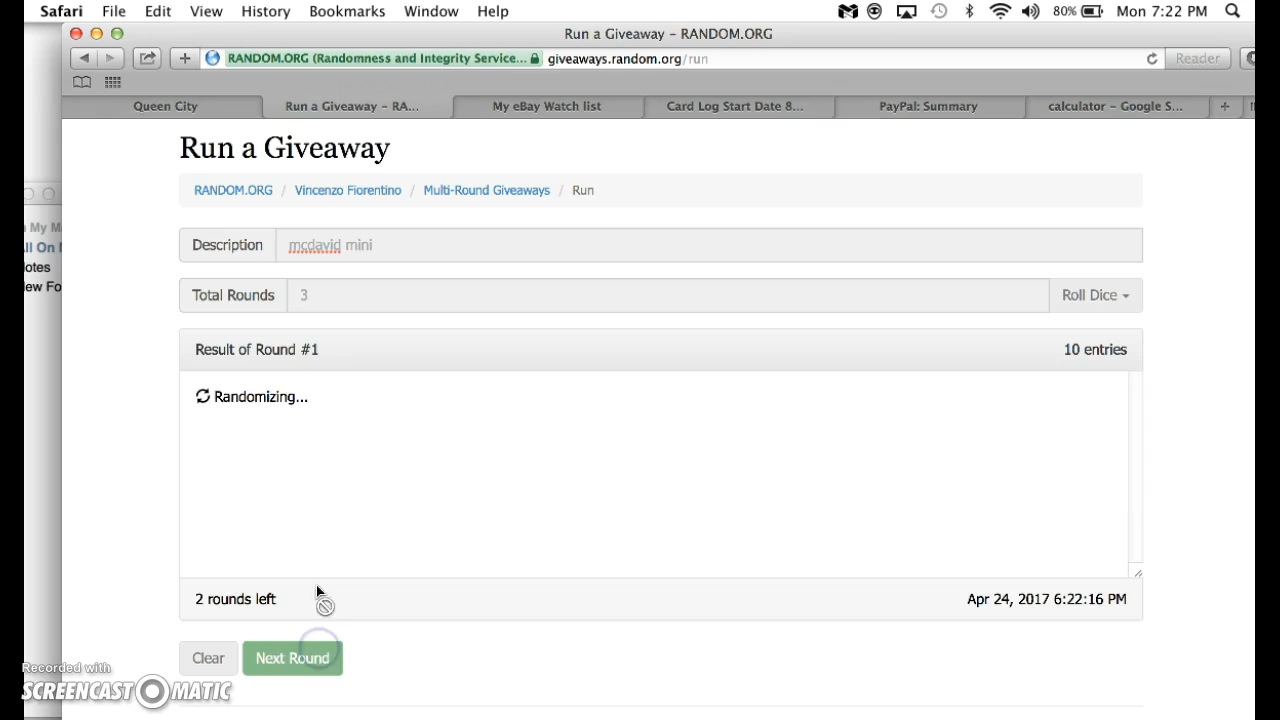 Safari File Edit View History Bookmarks Window Help 80% Mon 7:22 PM
Run a Giveaway – RANDOM.ORG
RANDOM.ORG (Randomness and Integrity Service... giveaways.random.org/run Reader
Queen City Run a Giveaway – RA... My eBay Watch list Card Log Start Date 8... PayPal: Summary calculator – Google S...
Run a Giveaway
RANDOM.ORG / Vincenzo Fiorentino / Multi-Round Giveaways / Run
Description mcdavid mini
Total Rounds 3 Roll Dice
Result of Round #1 10 entries
Randomizing...
2 rounds left Apr 24, 2017 6:22:16 PM
Clear Next Round
Recorded with
SCREENCAST MATIC